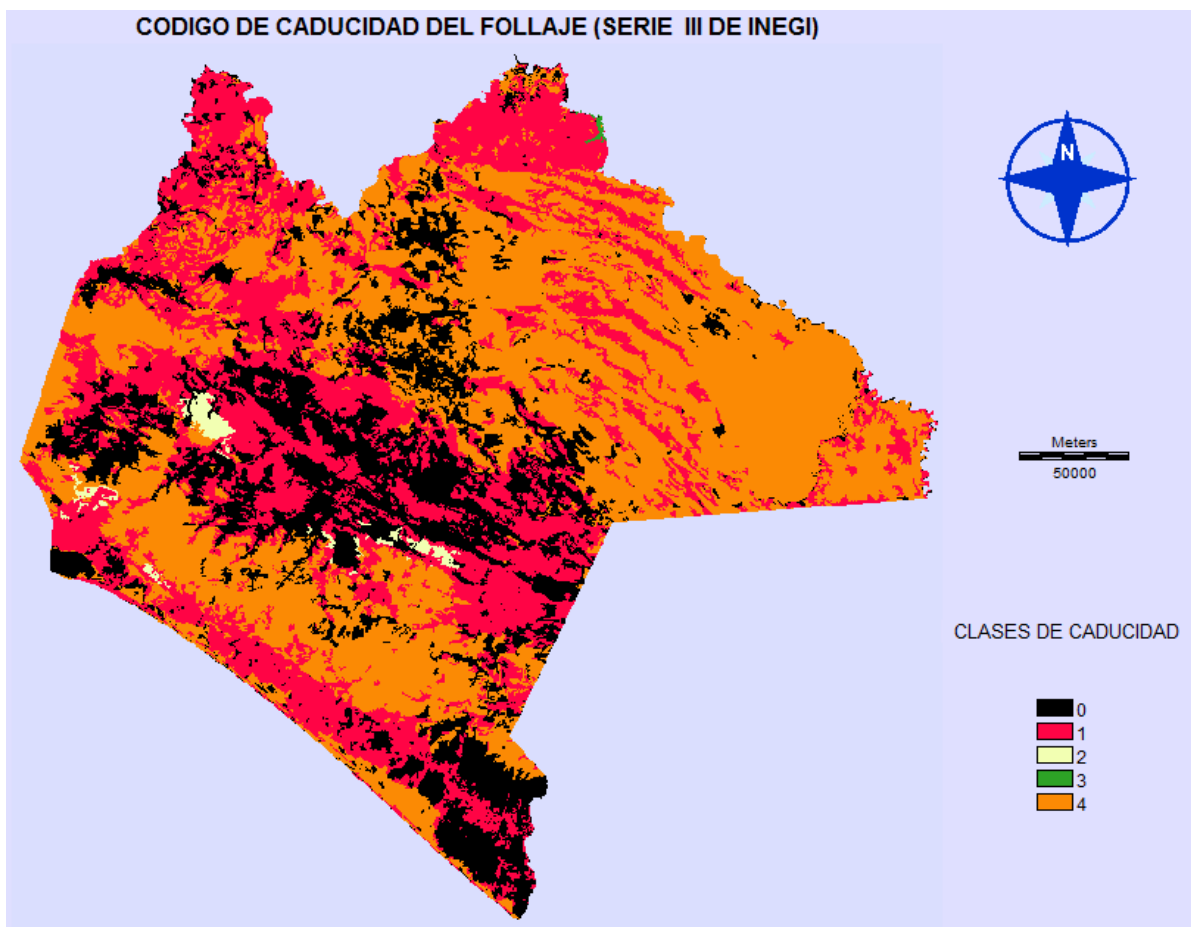 CODIGO DE CADUCIDAD DEL FOLLAJE (SERIE III DE INEGI)
N
Meters
50000
CLASES DE CADUCIDAD
0
1
2
3
4